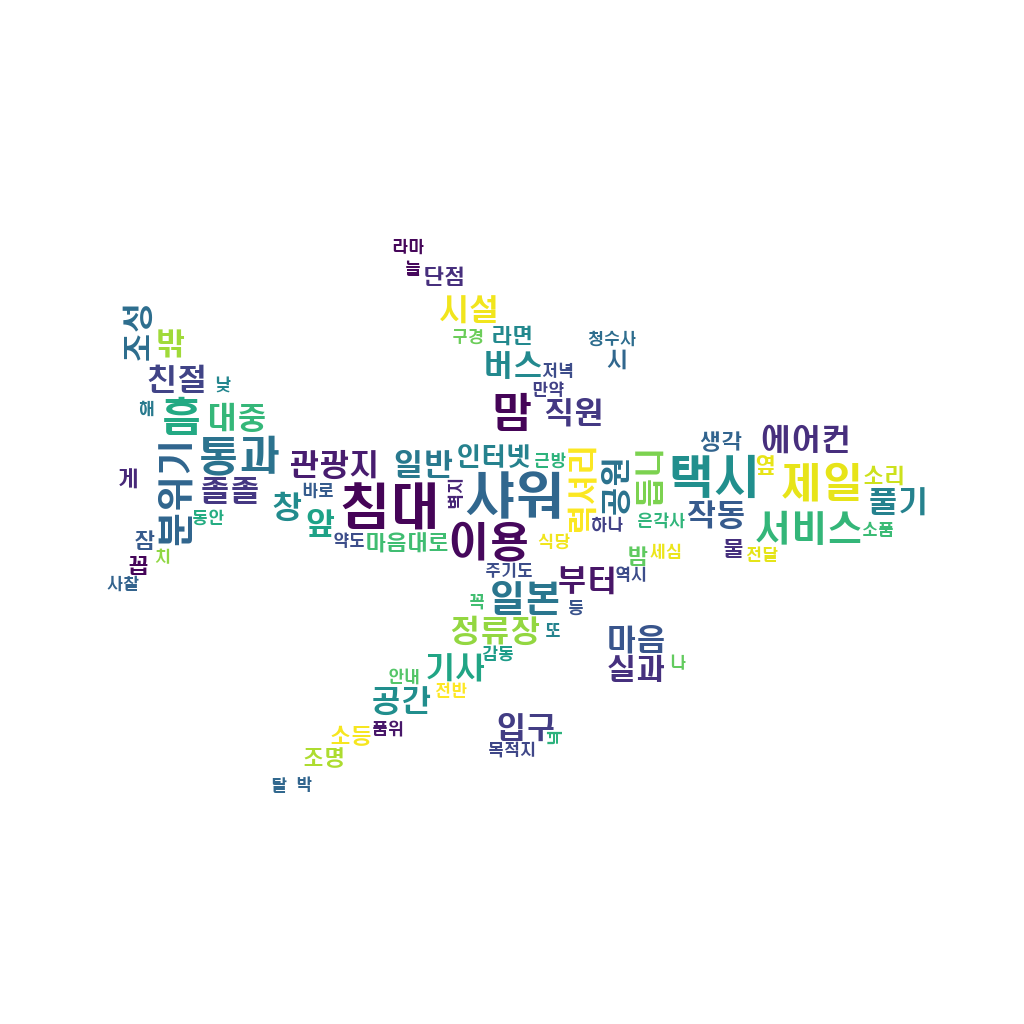 라마
늘
단점
시설
조성
밖
구경
라면
청수사
시
버스
저녁
친절
낮
만약
해
흠
대중
맘
직원
생각
에어컨
통과
관광지
일반
인터넷
근방
럭셔리
공원
듭니
택시
옆
제일
소리
게
분위기
졸졸
창
바로
침대
벽지
샤워
풀기
동안
앞
하나
은각사
작동
서비스
소품
잠
약도
마음대로
이용
식당
물
전달
치
꼽
밤
세심
사찰
주기도
부터
역시
꼭
일본
등
정류장
또
마음
감동
기사
실과
나
안내
전반
공간
입구
뀨
소등
품위
목적지
조명
탈
박